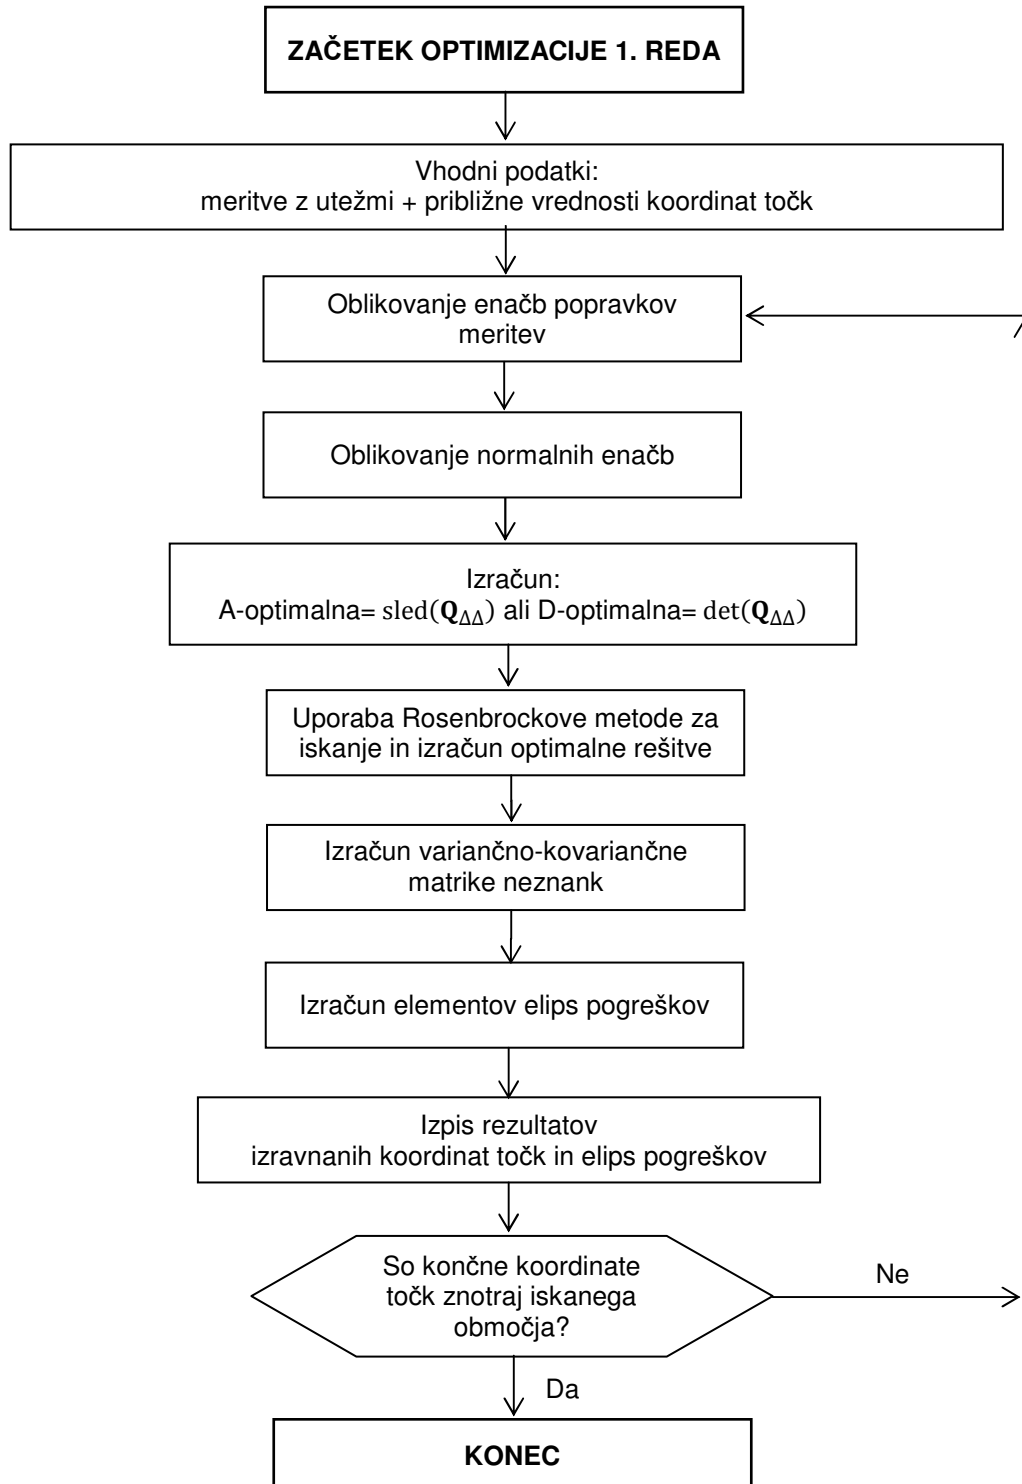 ZAČETEK OPTIMIZACIJE 1. REDA
Vhodni podatki:
meritve z utežmi + približne vrednosti koordinat točk
Oblikovanje enačb popravkov
meritev
Oblikovanje normalnih enačb
Izračun:
A-optimalna= sled(𝐐ΔΔ) ali D-optimalna= det(𝐐ΔΔ)
Uporaba Rosenbrockove metode za
iskanje in izračun optimalne rešitve
Izračun variančno-kovariančne
matrike neznank
Izračun elementov elips pogreškov
Izpis rezultatov
izravnanih koordinat točk in elips pogreškov
So končne koordinate
točk znotraj iskanega
območja?
Ne
Da
KONEC